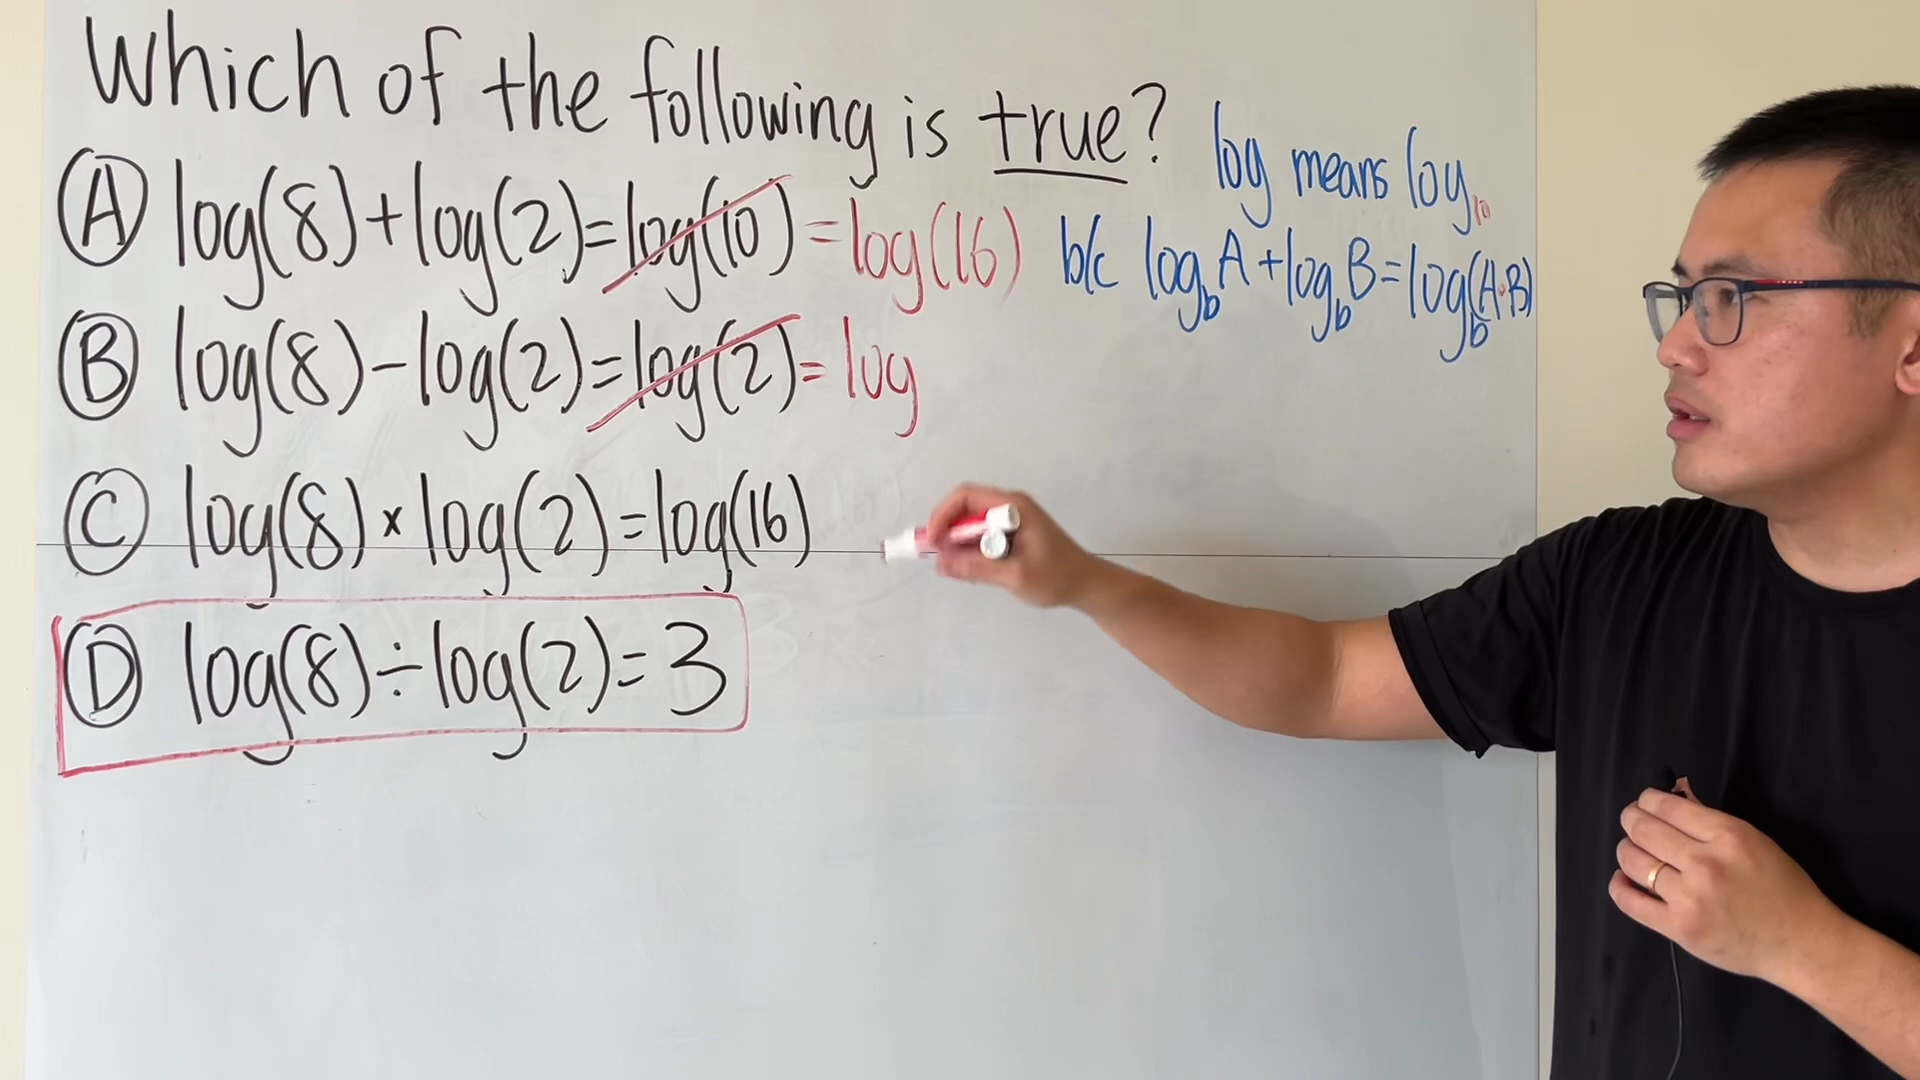 Which of the following is true?
log means log₁₀
Ⓐ log(8)+log(2)=log(10)=log(16) b/c log_b A+log_b B=log_b(A·B)
Ⓑ log(8)-log(2)=log(2)=log
Ⓒ log(8)×log(2)=log(16)
Ⓓ log(8)÷log(2)=3